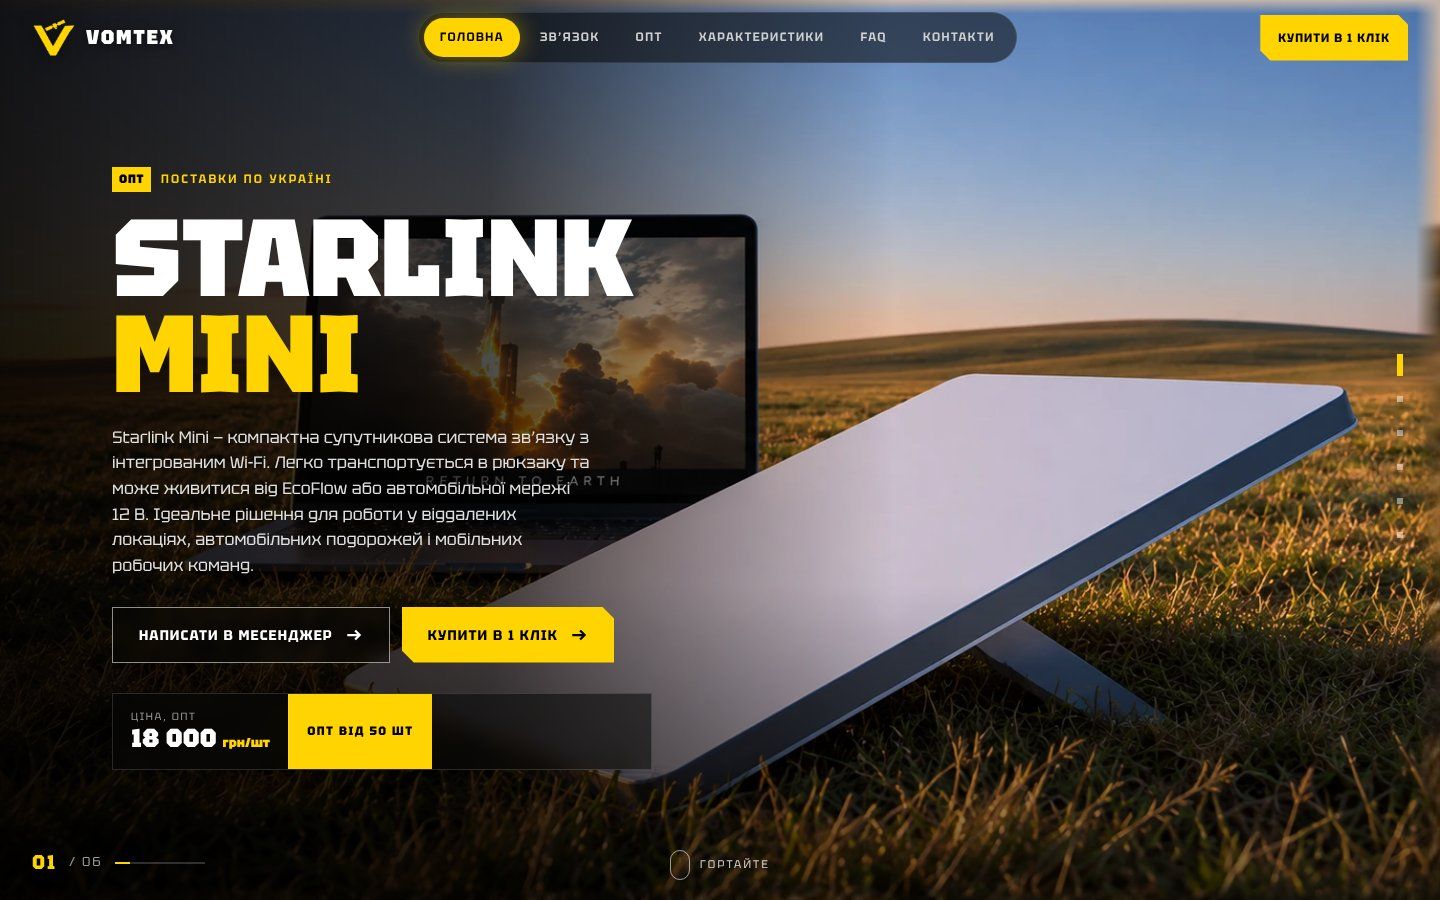 VOMTEX
ГОЛОВНА
ЗВ'ЯЗОК
ОПТ
ХАРАКТЕРИСТИКИ
FAQ
КОНТАКТИ
КУПИТИ В 1 КЛІК
ОПТ ПОСТАВКИ ПО УКРАЇНІ
STARLINK
MINI
Starlink Mini – компактна супутникова система зв'язку з
інтегрованим Wi-Fi. Легко транспортується в рюкзаку та
може живитися від EcoFlow або автомобільної мережі
12 В. Ідеальне рішення для роботи у віддалених
локаціях, автомобільних подорожей і мобільних
робочих команд.
RETURN TO EARTH
НАПИСАТИ В МЕСЕНДЖЕР →
КУПИТИ В 1 КЛІК →
ЦІНА, ОПТ
18 000 грн/шт
ОПТ ВІД 50 ШТ
01 / 06
ГОРТАЙТЕ